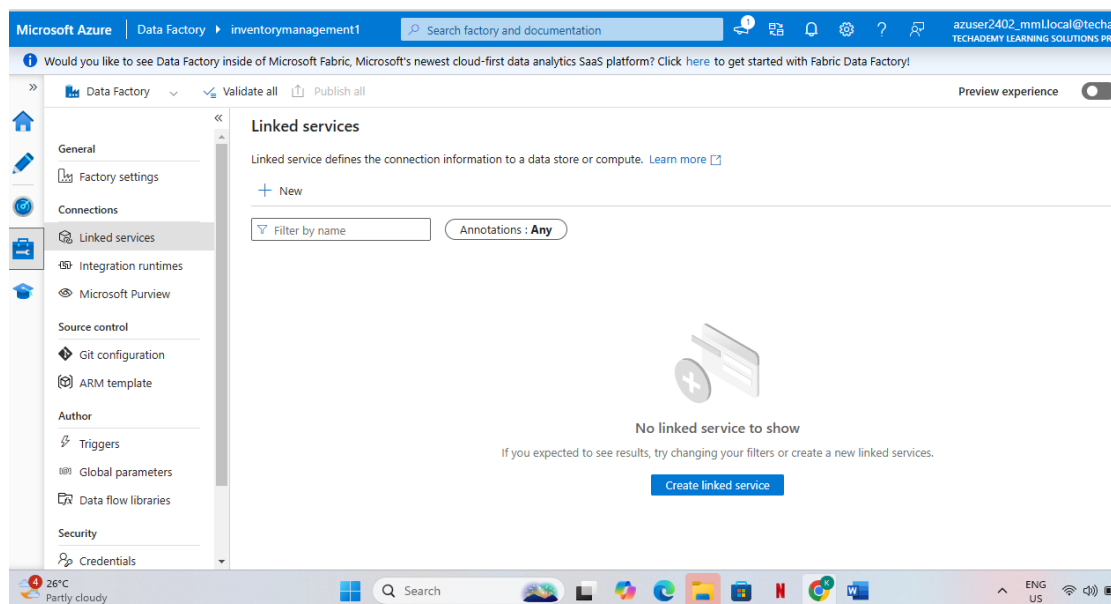 Microsoft Azure Data Factory inventorymanagement1 Search factory and documentation 1 azuser2402_mml.local@techa
TECHADEMY LEARNING SOLUTIONS PR
Would you like to see Data Factory inside of Microsoft Fabric, Microsoft's newest cloud-first data analytics SaaS platform? Click here to get started with Fabric Data Factory!
Data Factory Validate all Publish all Preview experience
General
Factory settings
Connections
Linked services
Integration runtimes
Microsoft Purview
Source control
Git configuration
ARM template
Author
Triggers
Global parameters
Data flow libraries
Security
Credentials
Linked services
Linked service defines the connection information to a data store or compute. Learn more
New
Filter by name Annotations : Any
No linked service to show
If you expected to see results, try changing your filters or create a new linked services.
Create linked service
4 26°C
Partly cloudy
Search
N
K
W
ENG
US